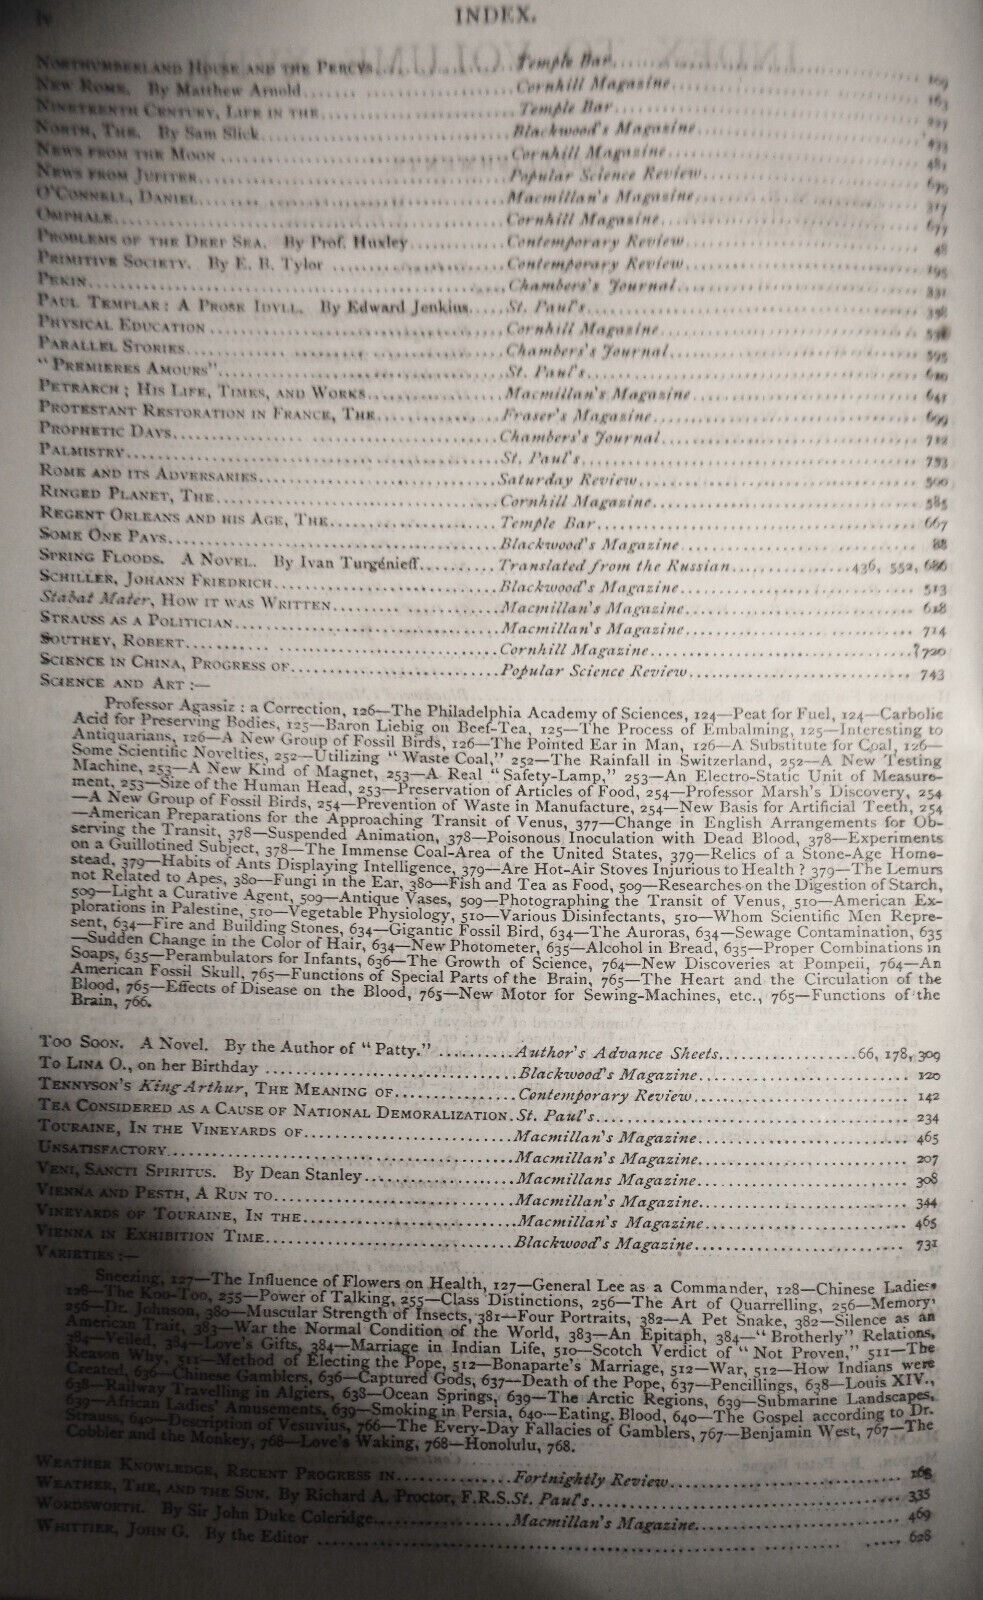 iv
INDEX.
NORTHUMBERLAND HOUSE AND THE PERCYS.......... Temple Bar.......... 109
NEW ROME. By Matthew Arnold.......... Cornhill Magazine.......... 163
NINETEENTH CENTURY, LIFE IN THE.......... Temple Bar.......... 227
NORTH, THE. By Sam Slick.......... Blackwood's Magazine.......... 433
NEWS FROM THE MOON.......... Cornhill Magazine.......... 481
NEWS FROM JUPITER.......... Popular Science Review.......... 679
O'CONNELL, DANIEL.......... Macmillan's Magazine.......... 317
OMPHALE.......... Cornhill Magazine.......... 677
PROBLEMS OF THE DEEP SEA. By Prof. Huxley.......... Contemporary Review.......... 48
PRIMITIVE SOCIETY. By E. B. Tylor.......... Contemporary Review.......... 195
PEKIN.......... Chambers's Journal.......... 331
PAUL TEMPLAR: A PROSE IDYLL. By Edward Jenkins..... St. Paul's.......... 398
PHYSICAL EDUCATION.......... Cornhill Magazine..........
PARALLEL STORIES.......... Chambers's Journal.......... 595
"PREMIERES AMOURS".......... St. Paul's..........
PETRARCH; HIS LIFE, TIMES, AND WORKS.......... Macmillan's Magazine.......... 641
PROTESTANT RESTORATION IN FRANCE, THE.......... Fraser's Magazine.......... 699
PROPHETIC DAYS.......... Chambers's Journal.......... 712
PALMISTRY.......... St. Paul's.......... 753
ROME AND ITS ADVERSARIES.......... Saturday Review.......... 500
RINGED PLANET, THE.......... Cornhill Magazine.......... 585
REGENT ORLEANS AND HIS AGE, THE.......... Temple Bar.......... 667
SOME ONE PAYS.......... Blackwood's Magazine.......... 88
SPRING FLOODS. A NOVEL. By Ivan Turgénieff.......... Translated from the Russian.......... 436, 552, 686
SCHILLER, JOHANN FRIEDRICH.......... Blackwood's Magazine.......... 513
Stabat Mater, HOW IT WAS WRITTEN.......... Macmillan's Magazine.......... 618
STRAUSS AS A POLITICIAN.......... Macmillan's Magazine.......... 714
SOUTHEY, ROBERT.......... Cornhill Magazine.......... 720
SCIENCE IN CHINA, PROGRESS OF.......... Popular Science Review.......... 743
SCIENCE AND ART:—
Professor Agassiz: a Correction, 126—The Philadelphia Academy of Sciences, 124—Peat for Fuel, 124—Carbolic
Acid for Preserving Bodies, 125—Baron Liebig on Beef-Tea, 125—The Process of Embalming, 125—Interesting to
Antiquarians, 126—A New Group of Fossil Birds, 126—The Pointed Ear in Man, 126—A Substitute for Coal, 126—
Some Scientific Novelties, 252—Utilizing "Waste Coal," 252—The Rainfall in Switzerland, 252—A New Testing
Machine, 253—A New Kind of Magnet, 253—A Real "Safety-Lamp," 253—An Electro-Static Unit of Measure-
ment, 253—Size of the Human Head, 253—Preservation of Articles of Food, 254—Professor Marsh's Discovery, 254
—A New Group of Fossil Birds, 254—Prevention of Waste in Manufacture, 254—New Basis for Artificial Teeth, 254
—American Preparations for the Approaching Transit of Venus, 377—Change in English Arrangements for Ob-
serving the Transit, 378—Suspended Animation, 378—Poisonous Inoculation with Dead Blood, 378—Experiments
on a Guillotined Subject, 378—The Immense Coal-Area of the United States, 379—Relics of a Stone-Age Home-
stead, 379—Habits of Ants Displaying Intelligence, 379—Are Hot-Air Stoves Injurious to Health? 379—The Lemurs
not Related to Apes, 380—Fungi in the Ear, 380—Fish and Tea as Food, 509—Researches on the Digestion of Starch,
509—Light a Curative Agent, 509—Antique Vases, 509—Photographing the Transit of Venus, 510—American Ex-
plorations in Palestine, 510—Vegetable Physiology, 510—Various Disinfectants, 510—Whom Scientific Men Repre-
sent, 634—Fire and Building Stones, 634—Gigantic Fossil Bird, 634—The Auroras, 634—Sewage Contamination, 635
—Sudden Change in the Color of Hair, 634—New Photometer, 635—Alcohol in Bread, 635—Proper Combinations in
Soaps, 635—Perambulators for Infants, 636—The Growth of Science, 764—New Discoveries at Pompeii, 764—An
American Fossil Skull, 765—Functions of Special Parts of the Brain, 765—The Heart and the Circulation of the
Blood, 765—Effects of Disease on the Blood, 765—New Motor for Sewing-Machines, etc., 765—Functions of the
Brain, 766.
TOO SOON. A NOVEL. By the Author of "Patty.".......... Author's Advance Sheets.......... 66, 178, 309
TO LINA O., on her Birthday.......... Blackwood's Magazine.......... 120
TENNYSON'S King Arthur, THE MEANING OF.......... Contemporary Review.......... 142
TEA CONSIDERED AS A CAUSE OF NATIONAL DEMORALIZATION. St. Paul's.......... 234
TOURAINE, IN THE VINEYARDS OF.......... Macmillan's Magazine.......... 465
UNSATISFACTORY.......... Macmillan's Magazine.......... 207
VENI, SANCTI SPIRITUS. By Dean Stanley.......... Macmillans Magazine.......... 308
VIENNA AND PESTH, A RUN TO.......... Macmillan's Magazine.......... 344
VINEYARDS OF TOURAINE, IN THE.......... Macmillan's Magazine.......... 465
VIENNA IN EXHIBITION TIME.......... Blackwood's Magazine.......... 731
VARIETIES:—
Sneezing, 127—The Influence of Flowers on Health, 127—General Lee as a Commander, 128—Chinese Ladies,
128—The Koo-Too, 255—Power of Talking, 255—Class Distinctions, 256—The Art of Quarrelling, 256—Memory,
256—Dr. Johnson, 380—Muscular Strength of Insects, 381—Four Portraits, 382—A Pet Snake, 382—Silence as an
American Trait, 383—War the Normal Condition of the World, 383—An Epitaph, 384—"Brotherly" Relations,
384—Veiled, 384—Love's Gifts, 384—Marriage in Indian Life, 510—Scotch Verdict of "Not Proven," 511—The
Reason Why, 511—Method of Electing the Pope, 512—Bonaparte's Marriage, 512—War, 512—How Indians were
Created, 636—Chinese Gamblers, 636—Captured Gods, 637—Death of the Pope, 637—Pencillings, 638—Louis XIV.,
638—Railway Travelling in Algiers, 638—Ocean Springs, 639—The Arctic Regions, 639—Submarine Landscapes,
639—African Ladies' Amusements, 639—Smoking in Persia, 640—Eating, Blood, 640—The Gospel according to Dr.
Strauss, 640—Description of Vesuvius, 766—The Every-Day Fallacies of Gamblers, 767—Benjamin West, 767—The
Cobbler and the Monkey, 768—Love's Waking, 768—Honolulu, 768.
WEATHER KNOWLEDGE, RECENT PROGRESS IN.......... Fortnightly Review..........
WEATHER, THE, AND THE SUN. By Richard A. Proctor, F.R.S. St. Paul's.......... 335
WORDSWORTH. By Sir John Duke Coleridge.......... Macmillan's Magazine.......... 469
WHITTIER, JOHN G. By the Editor.......... 628